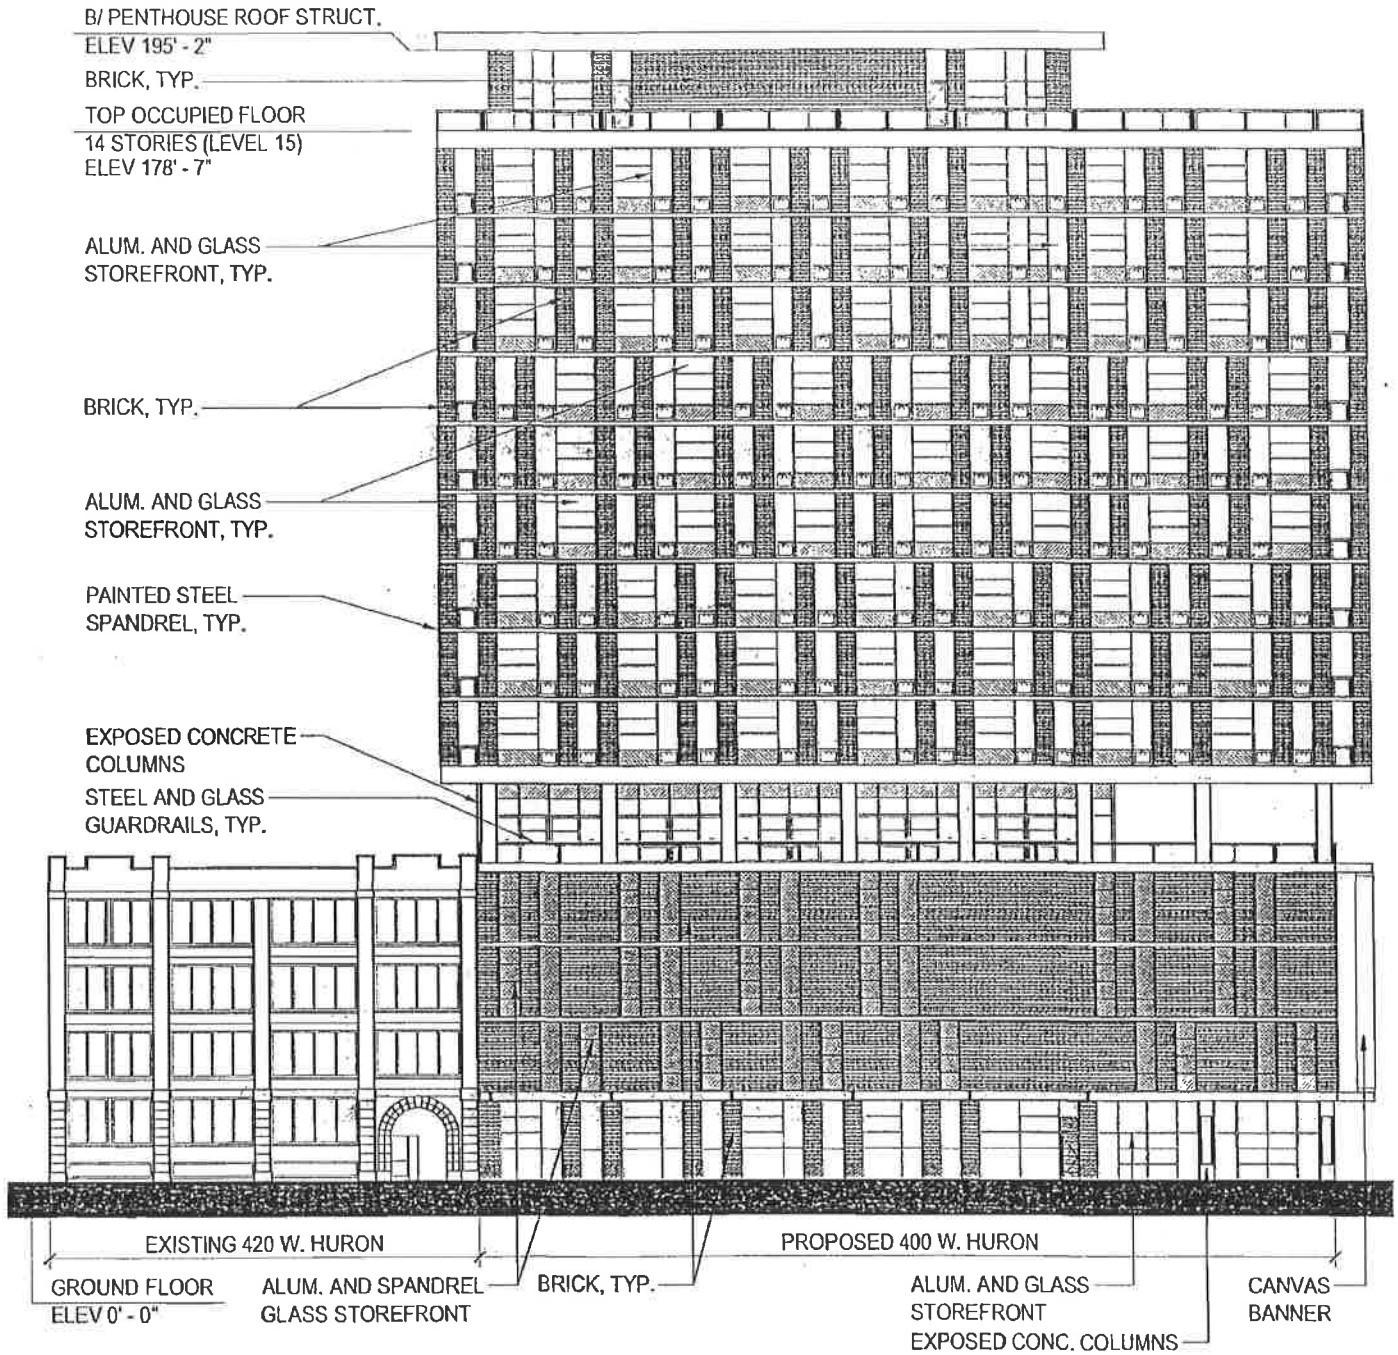 B/ PENTHOUSE ROOF STRUCT.
ELEV 195' - 2"
BRICK, TYP.
TOP OCCUPIED FLOOR
14 STORIES (LEVEL 15)
ELEV 178' - 7"
ALUM. AND GLASS
STOREFRONT, TYP.
BRICK, TYP.
ALUM. AND GLASS
STOREFRONT, TYP.
PAINTED STEEL
SPANDREL, TYP.
EXPOSED CONCRETE
COLUMNS
STEEL AND GLASS
GUARDRAILS, TYP.
EXISTING 420 W. HURON
PROPOSED 400 W. HURON
GROUND FLOOR
ELEV 0' - 0"
ALUM. AND SPANDREL
GLASS STOREFRONT
BRICK, TYP.
ALUM. AND GLASS
STOREFRONT
EXPOSED CONC. COLUMNS
CANVAS
BANNER